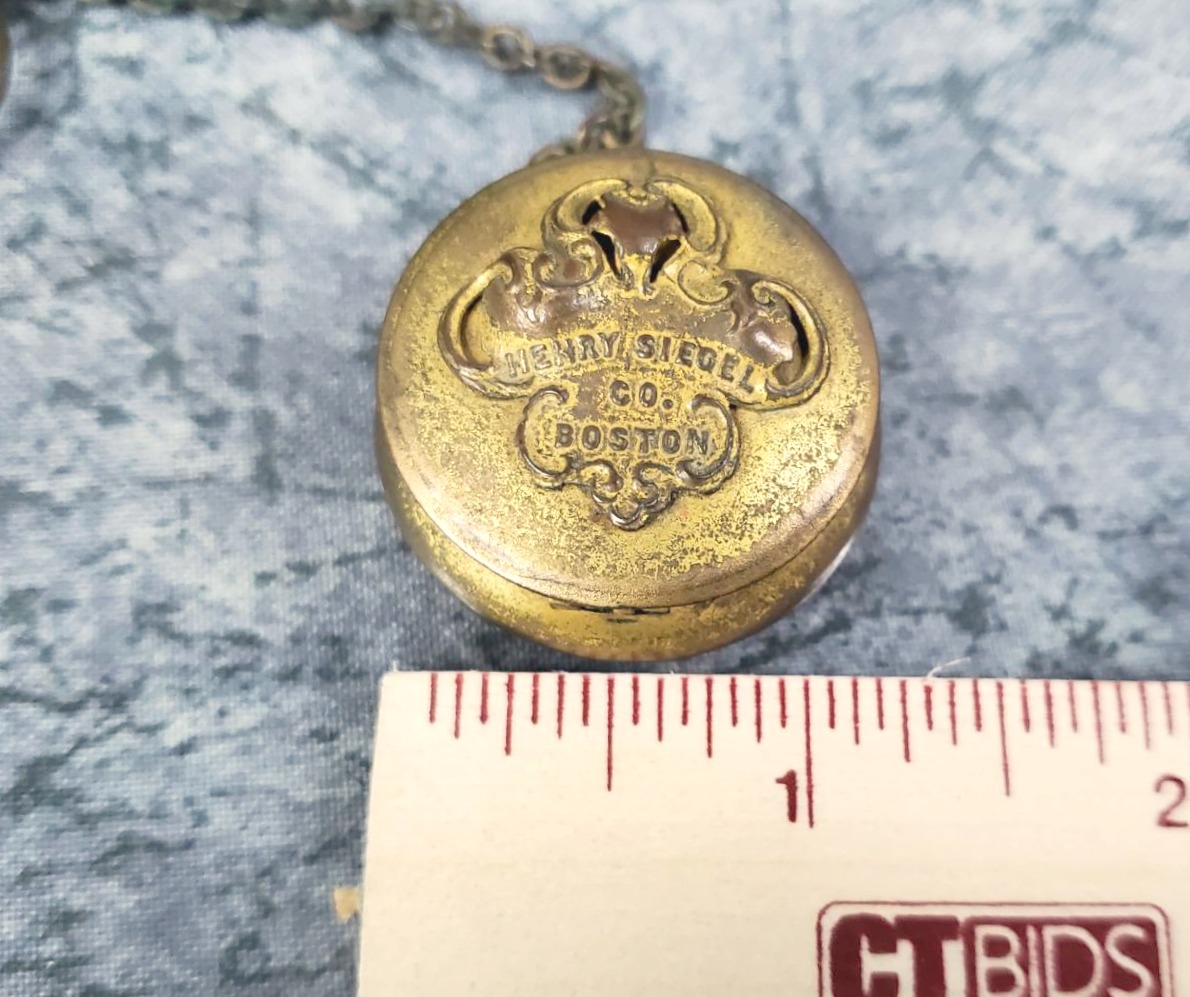 HENRY SIEGEL
CO.
BOSTON
1
2
CTBIDS